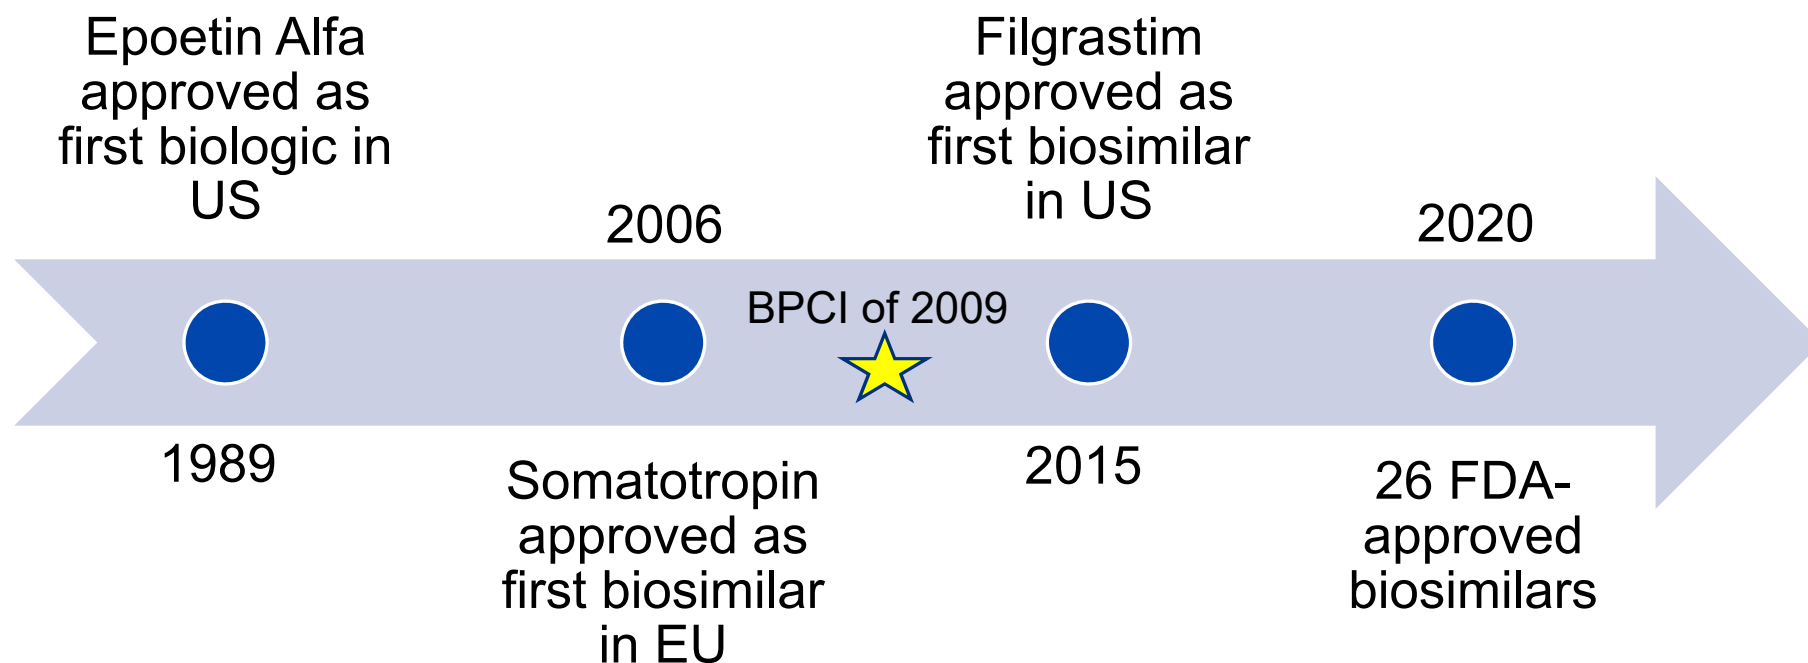 Epoetin Alfa
approved as
first biologic in
US
1989
2006
Somatotropin
approved as
first biosimilar
in EU
BPCI of 2009
Filgrastim
approved as
first biosimilar
in US
2015
2020
26 FDA-
approved
biosimilars